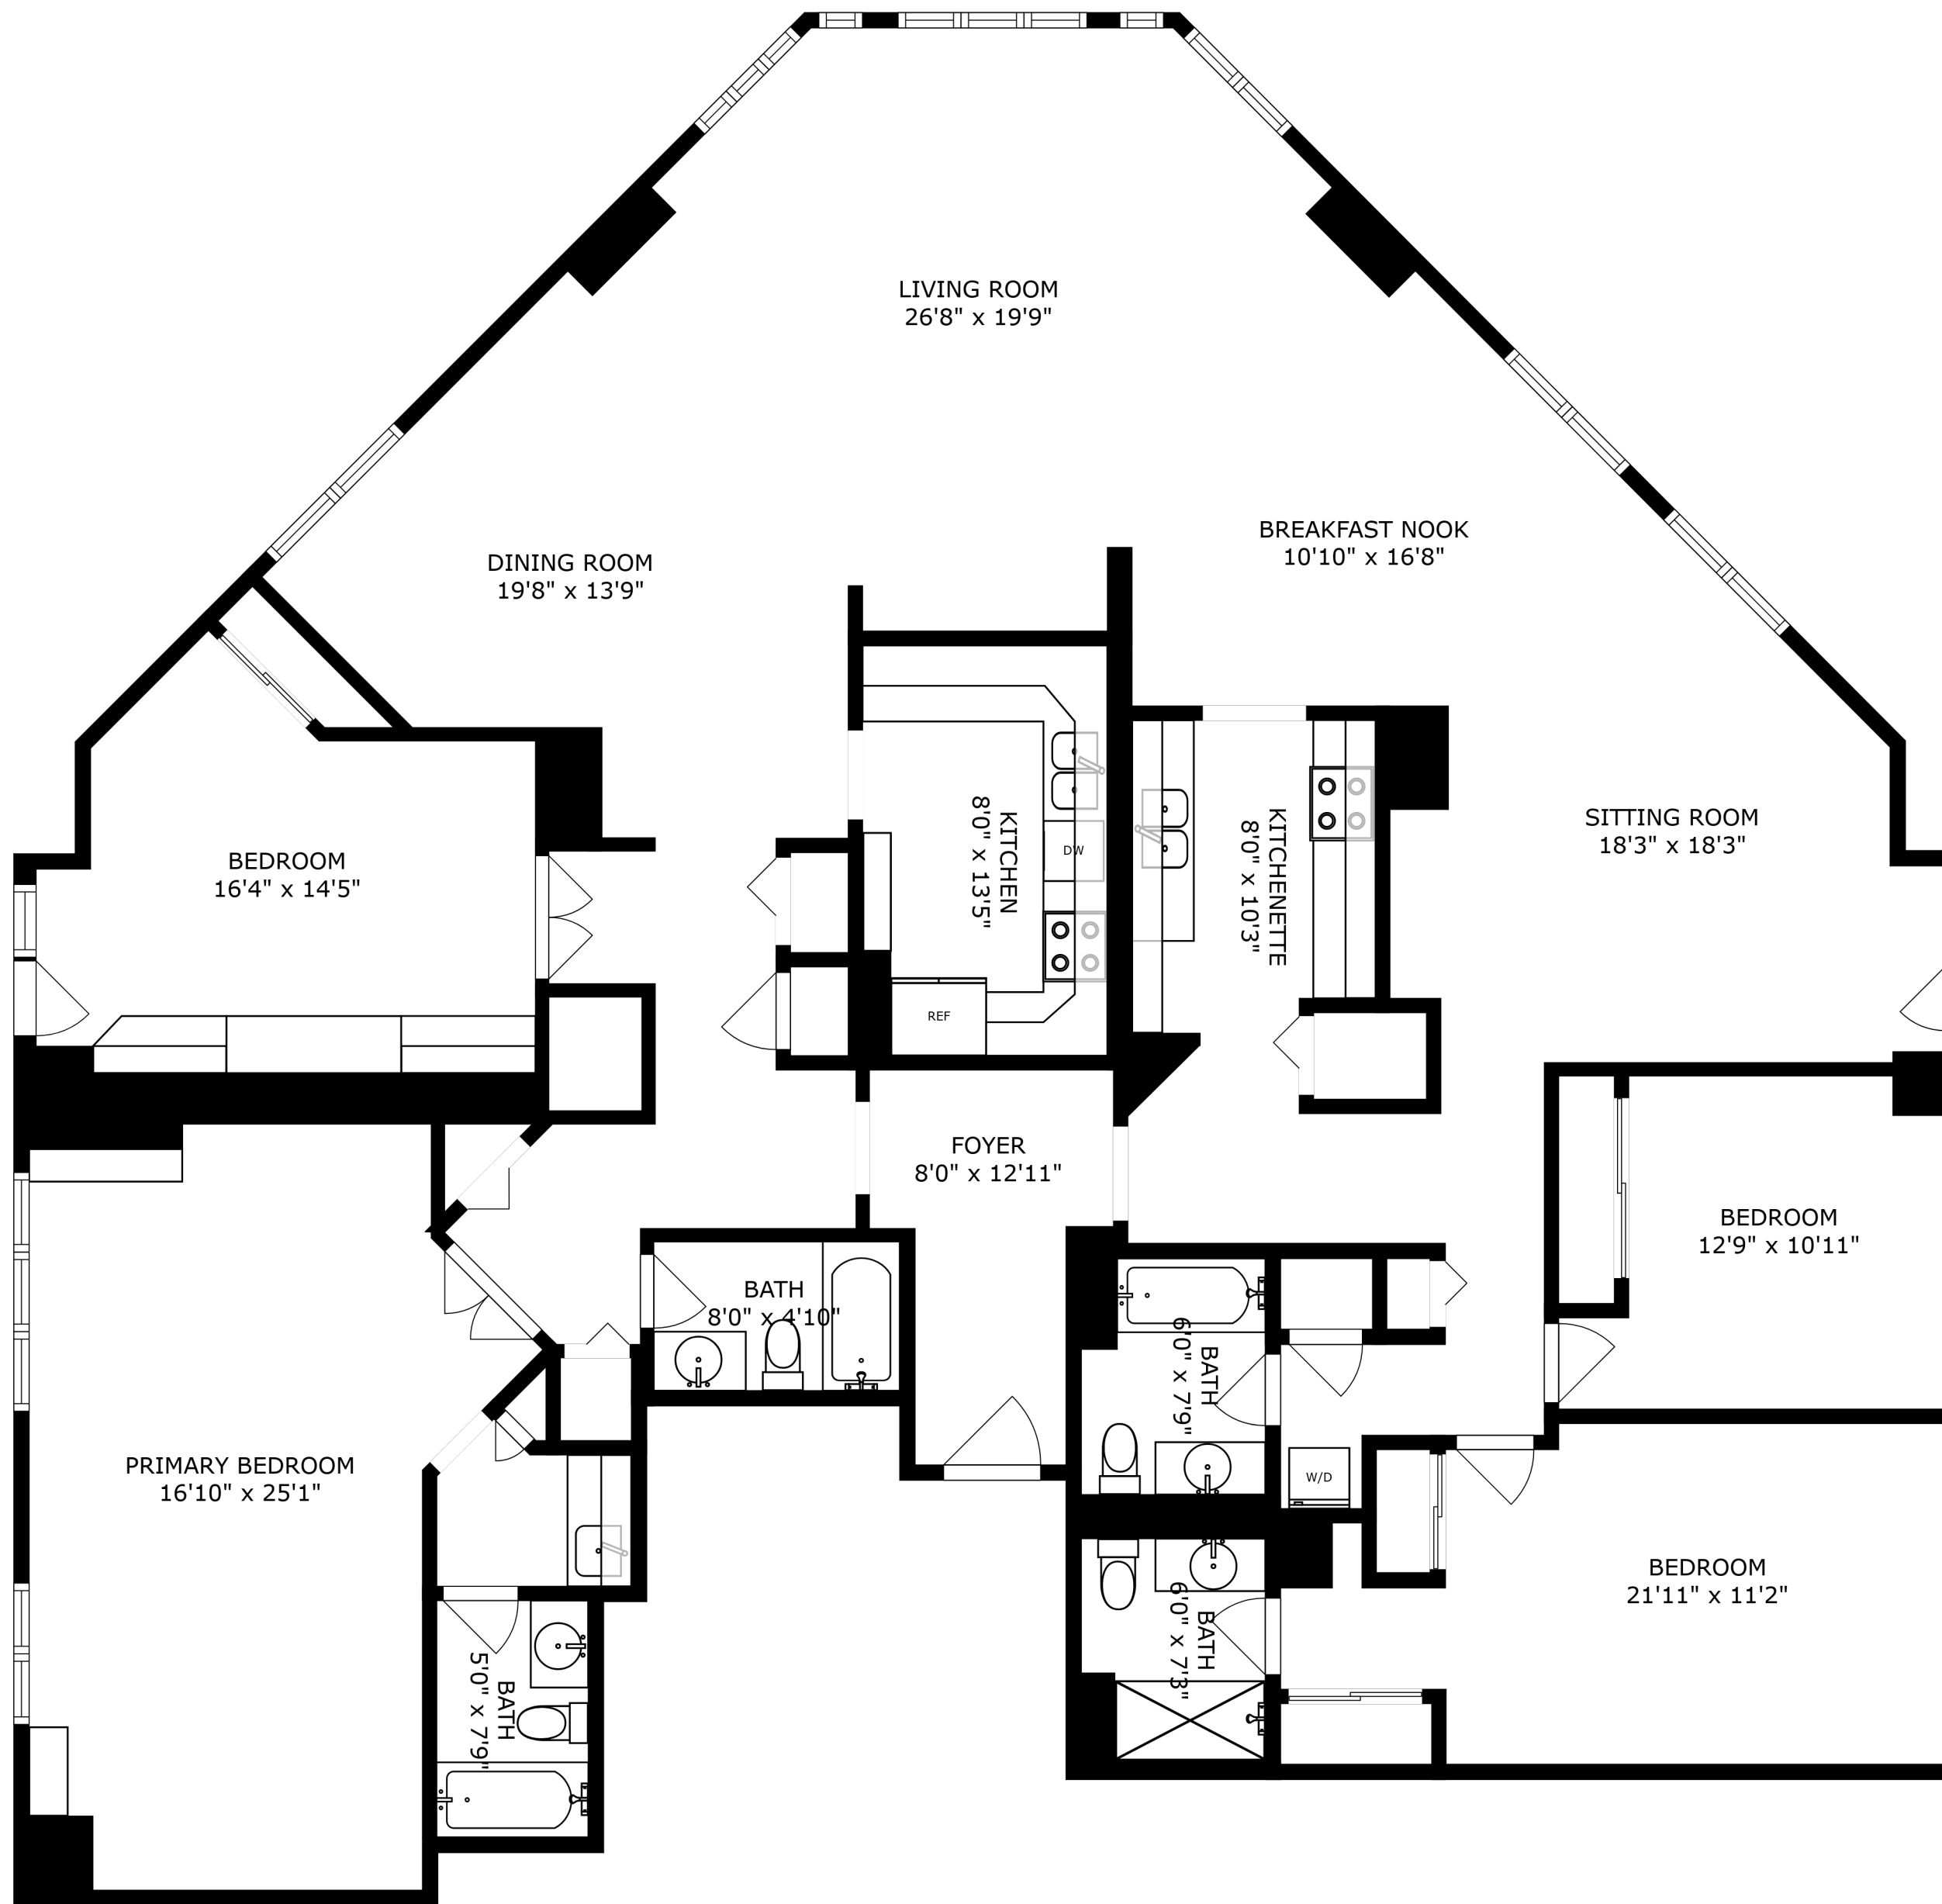 LIVING ROOM
26'8" x 19'9"
BREAKFAST NOOK
10'10" x 16'8"
DINING ROOM
19'8" x 13'9"
KITCHEN
8'0" x 13'5"
DW
REF
KITCHENETTE
8'0" x 10'3"
SITTING ROOM
18'3" x 18'3"
BEDROOM
16'4" x 14'5"
FOYER
8'0" x 12'11"
BEDROOM
12'9" x 10'11"
BATH
8'0" x 4'10"
BATH
6'0" x 7'9"
W/D
PRIMARY BEDROOM
16'10" x 25'1"
BEDROOM
21'11" x 11'2"
BATH
6'0" x 7'3"
BATH
5'0" x 7'9"